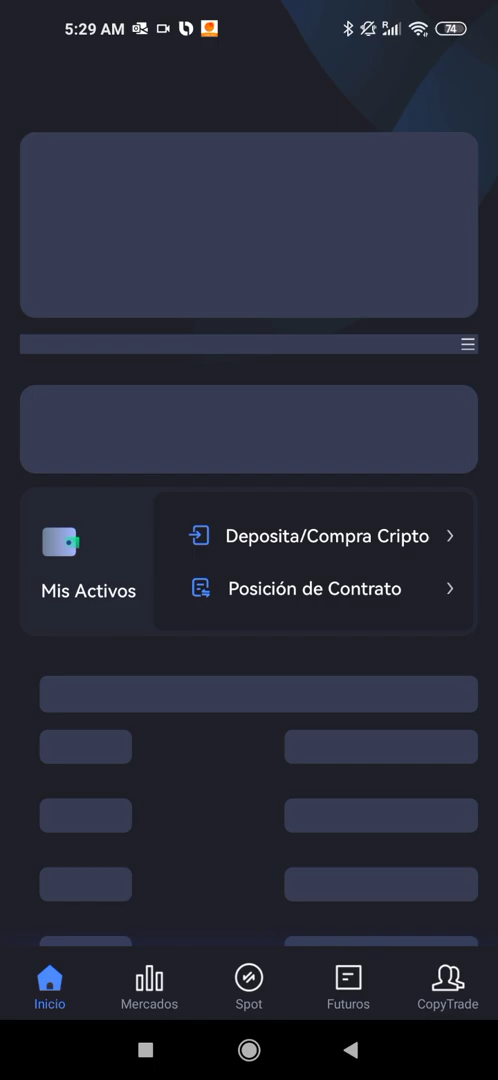 5:29 AM
R
74
Deposita/Compra Cripto
Mis Activos
Posición de Contrato
Inicio
Mercados
Spot
Futuros
CopyTrade